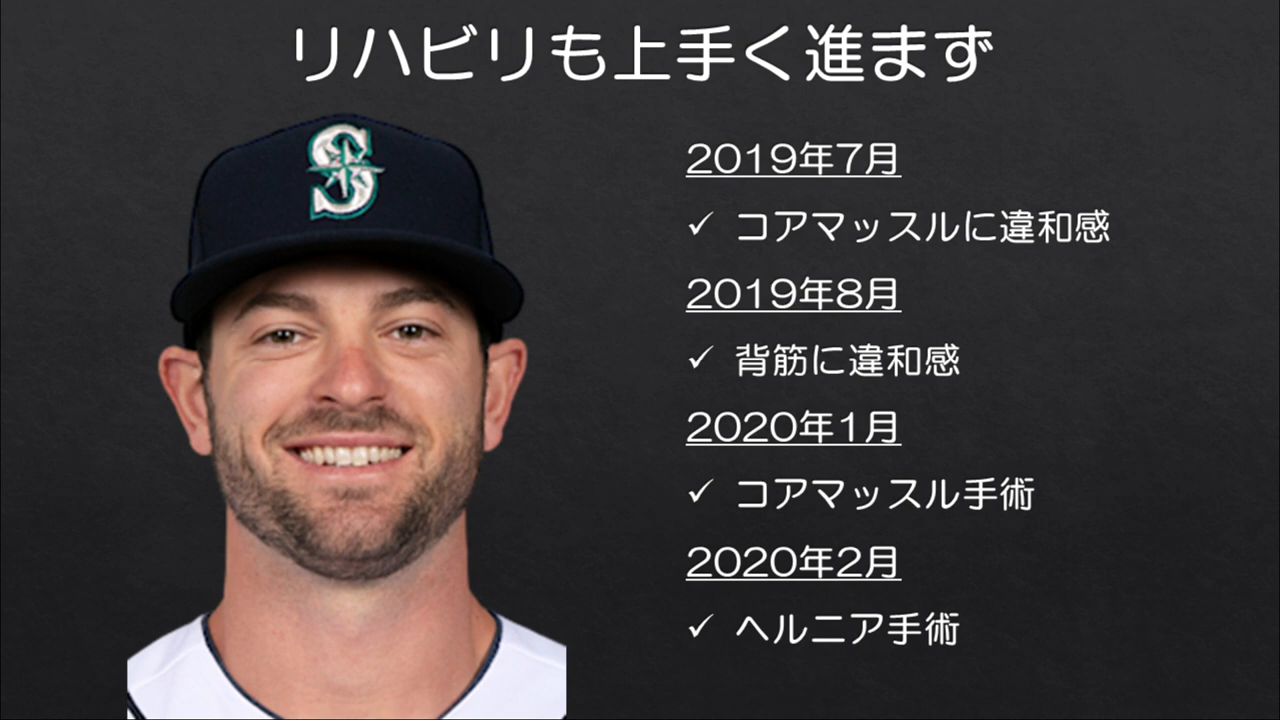 リハビリも上手く進まず
S
2019年7月
✓ コアマッスルに違和感
2019年8月
✓ 背筋に違和感
2020年1月
✓ コアマッスル手術
2020年2月
✓ ヘルニア手術